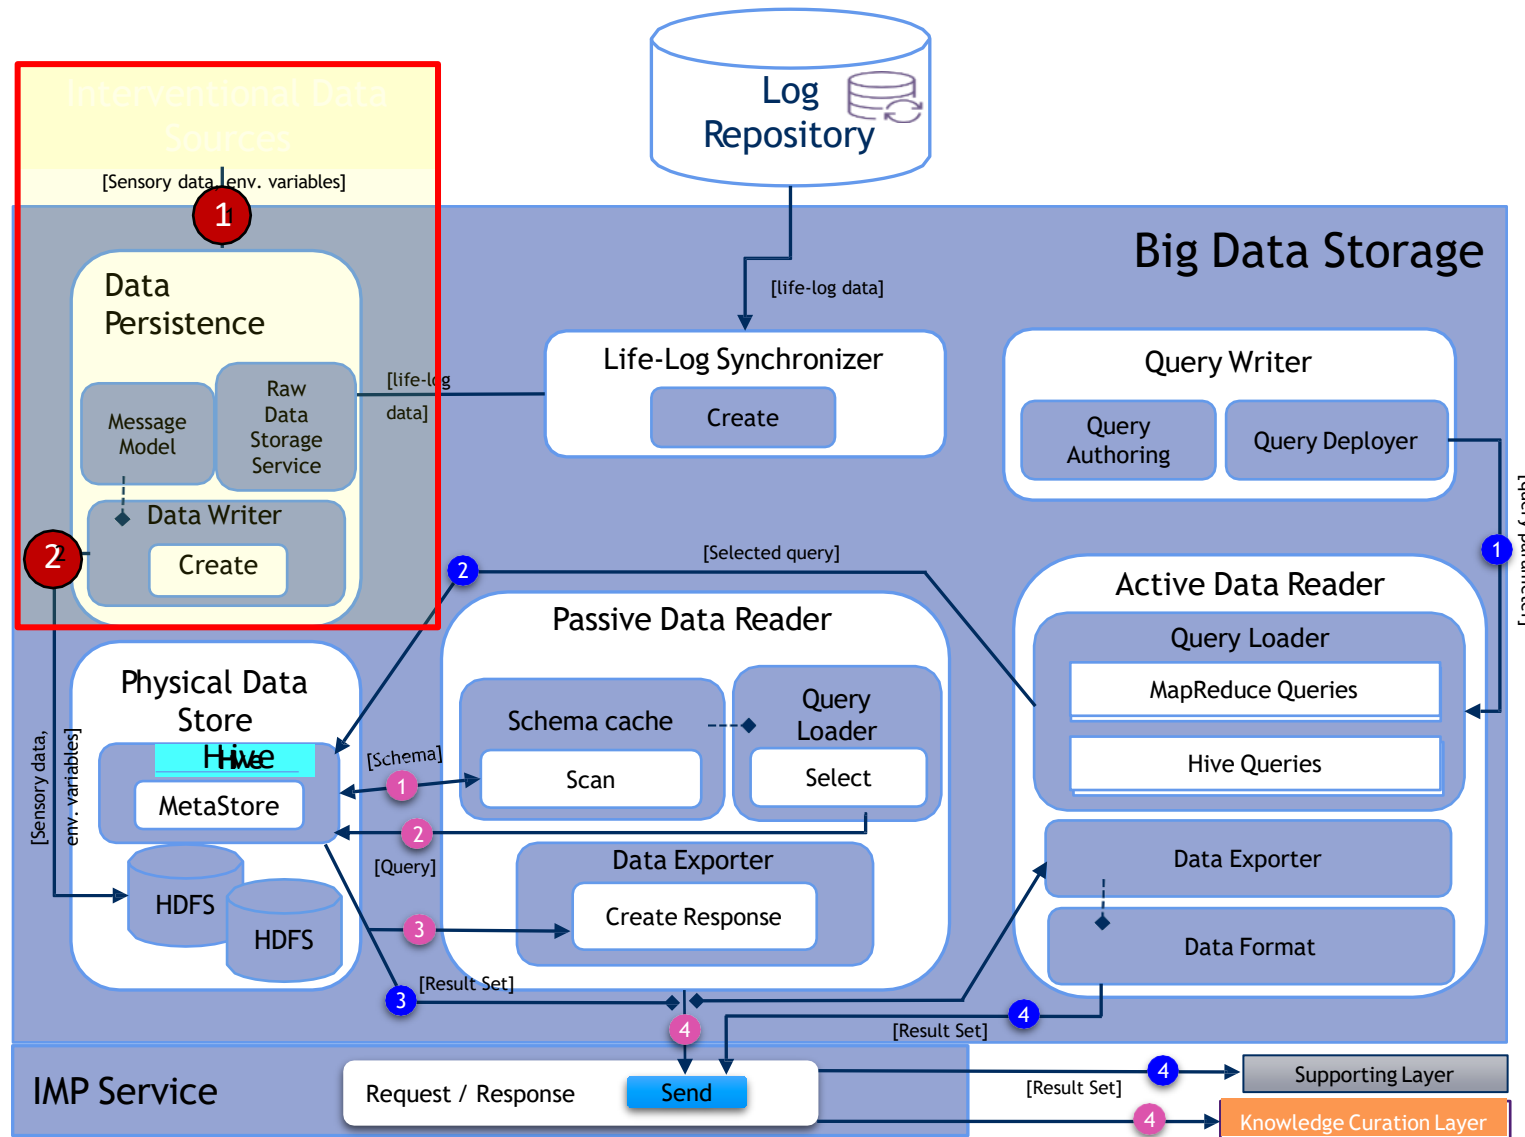 Interventional Data
Sources
[Sensory data, env. variables]
1
Log
Repository
Big Data Storage
[life-log data]
Data
Persistence
Message
Model
Raw
Data
Storage
Service
Data Writer
Create
2
[life-log
data]
Life-Log Synchronizer
Create
Query Writer
Query
Authoring
Query Deployer
1
[Query parameter]
[Selected query]
2
Physical Data
Store
Hive
MetaStore
HDFS
HDFS
[Sensory data,
env. variables]
[Schema]
1
2
[Query]
3
3
[Result Set]
Passive Data Reader
Schema cache
Scan
Query
Loader
Select
Data Exporter
Create Response
4
Active Data Reader
Query Loader
MapReduce Queries
Hive Queries
Data Exporter
Data Format
4
[Result Set]
IMP Service
Request / Response
Send
4
[Result Set]
Supporting Layer
4
Knowledge Curation Layer